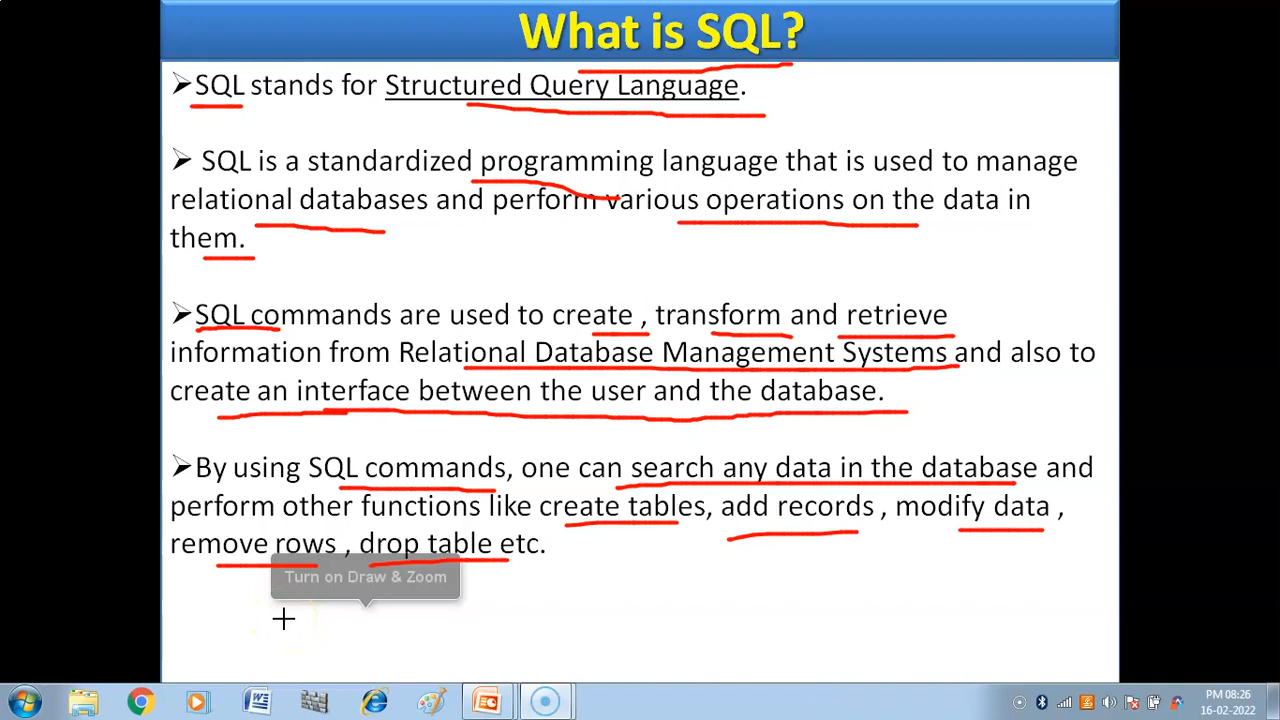 What is SQL?
➢SQL stands for Structured Query Language.
➢ SQL is a standardized programming language that is used to manage
relational databases and perform various operations on the data in
them.
➢SQL commands are used to create , transform and retrieve
information from Relational Database Management Systems and also to
create an interface between the user and the database.
➢By using SQL commands, one can search any data in the database and
perform other functions like create tables, add records , modify data ,
remove rows , drop table etc.
Turn on Draw & Zoom
PM 08:26
16-02-2022